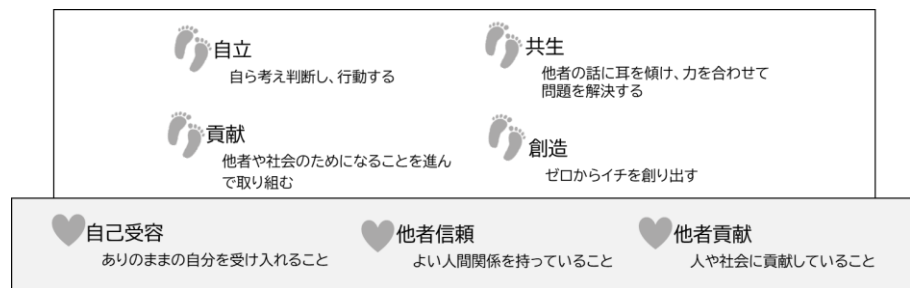 自立
自ら考え判断し、行動する
共生
他者の話に耳を傾け、力を合わせて
問題を解決する
貢献
他者や社会のためになることを進ん
で取り組む
創造
ゼロからイチを創り出す
自己受容
ありのままの自分を受け入れること
他者信頼
よい人間関係を持っていること
他者貢献
人や社会に貢献していること